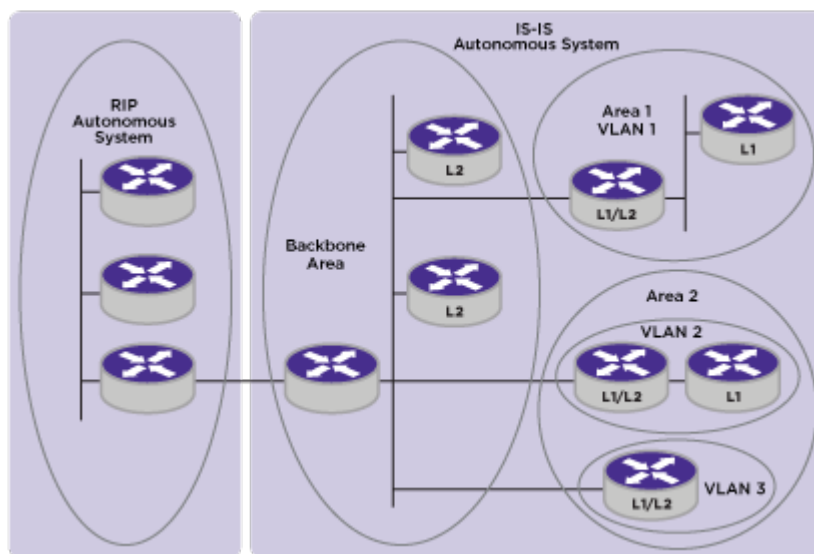 IS-IS
Autonomous System
RIP
Autonomous
System
Area 1
VLAN 1
L1
L2
L1/L2
Backbone
Area
L2
Area 2
VLAN 2
L1/L2
L1
VLAN 3
L1/L2